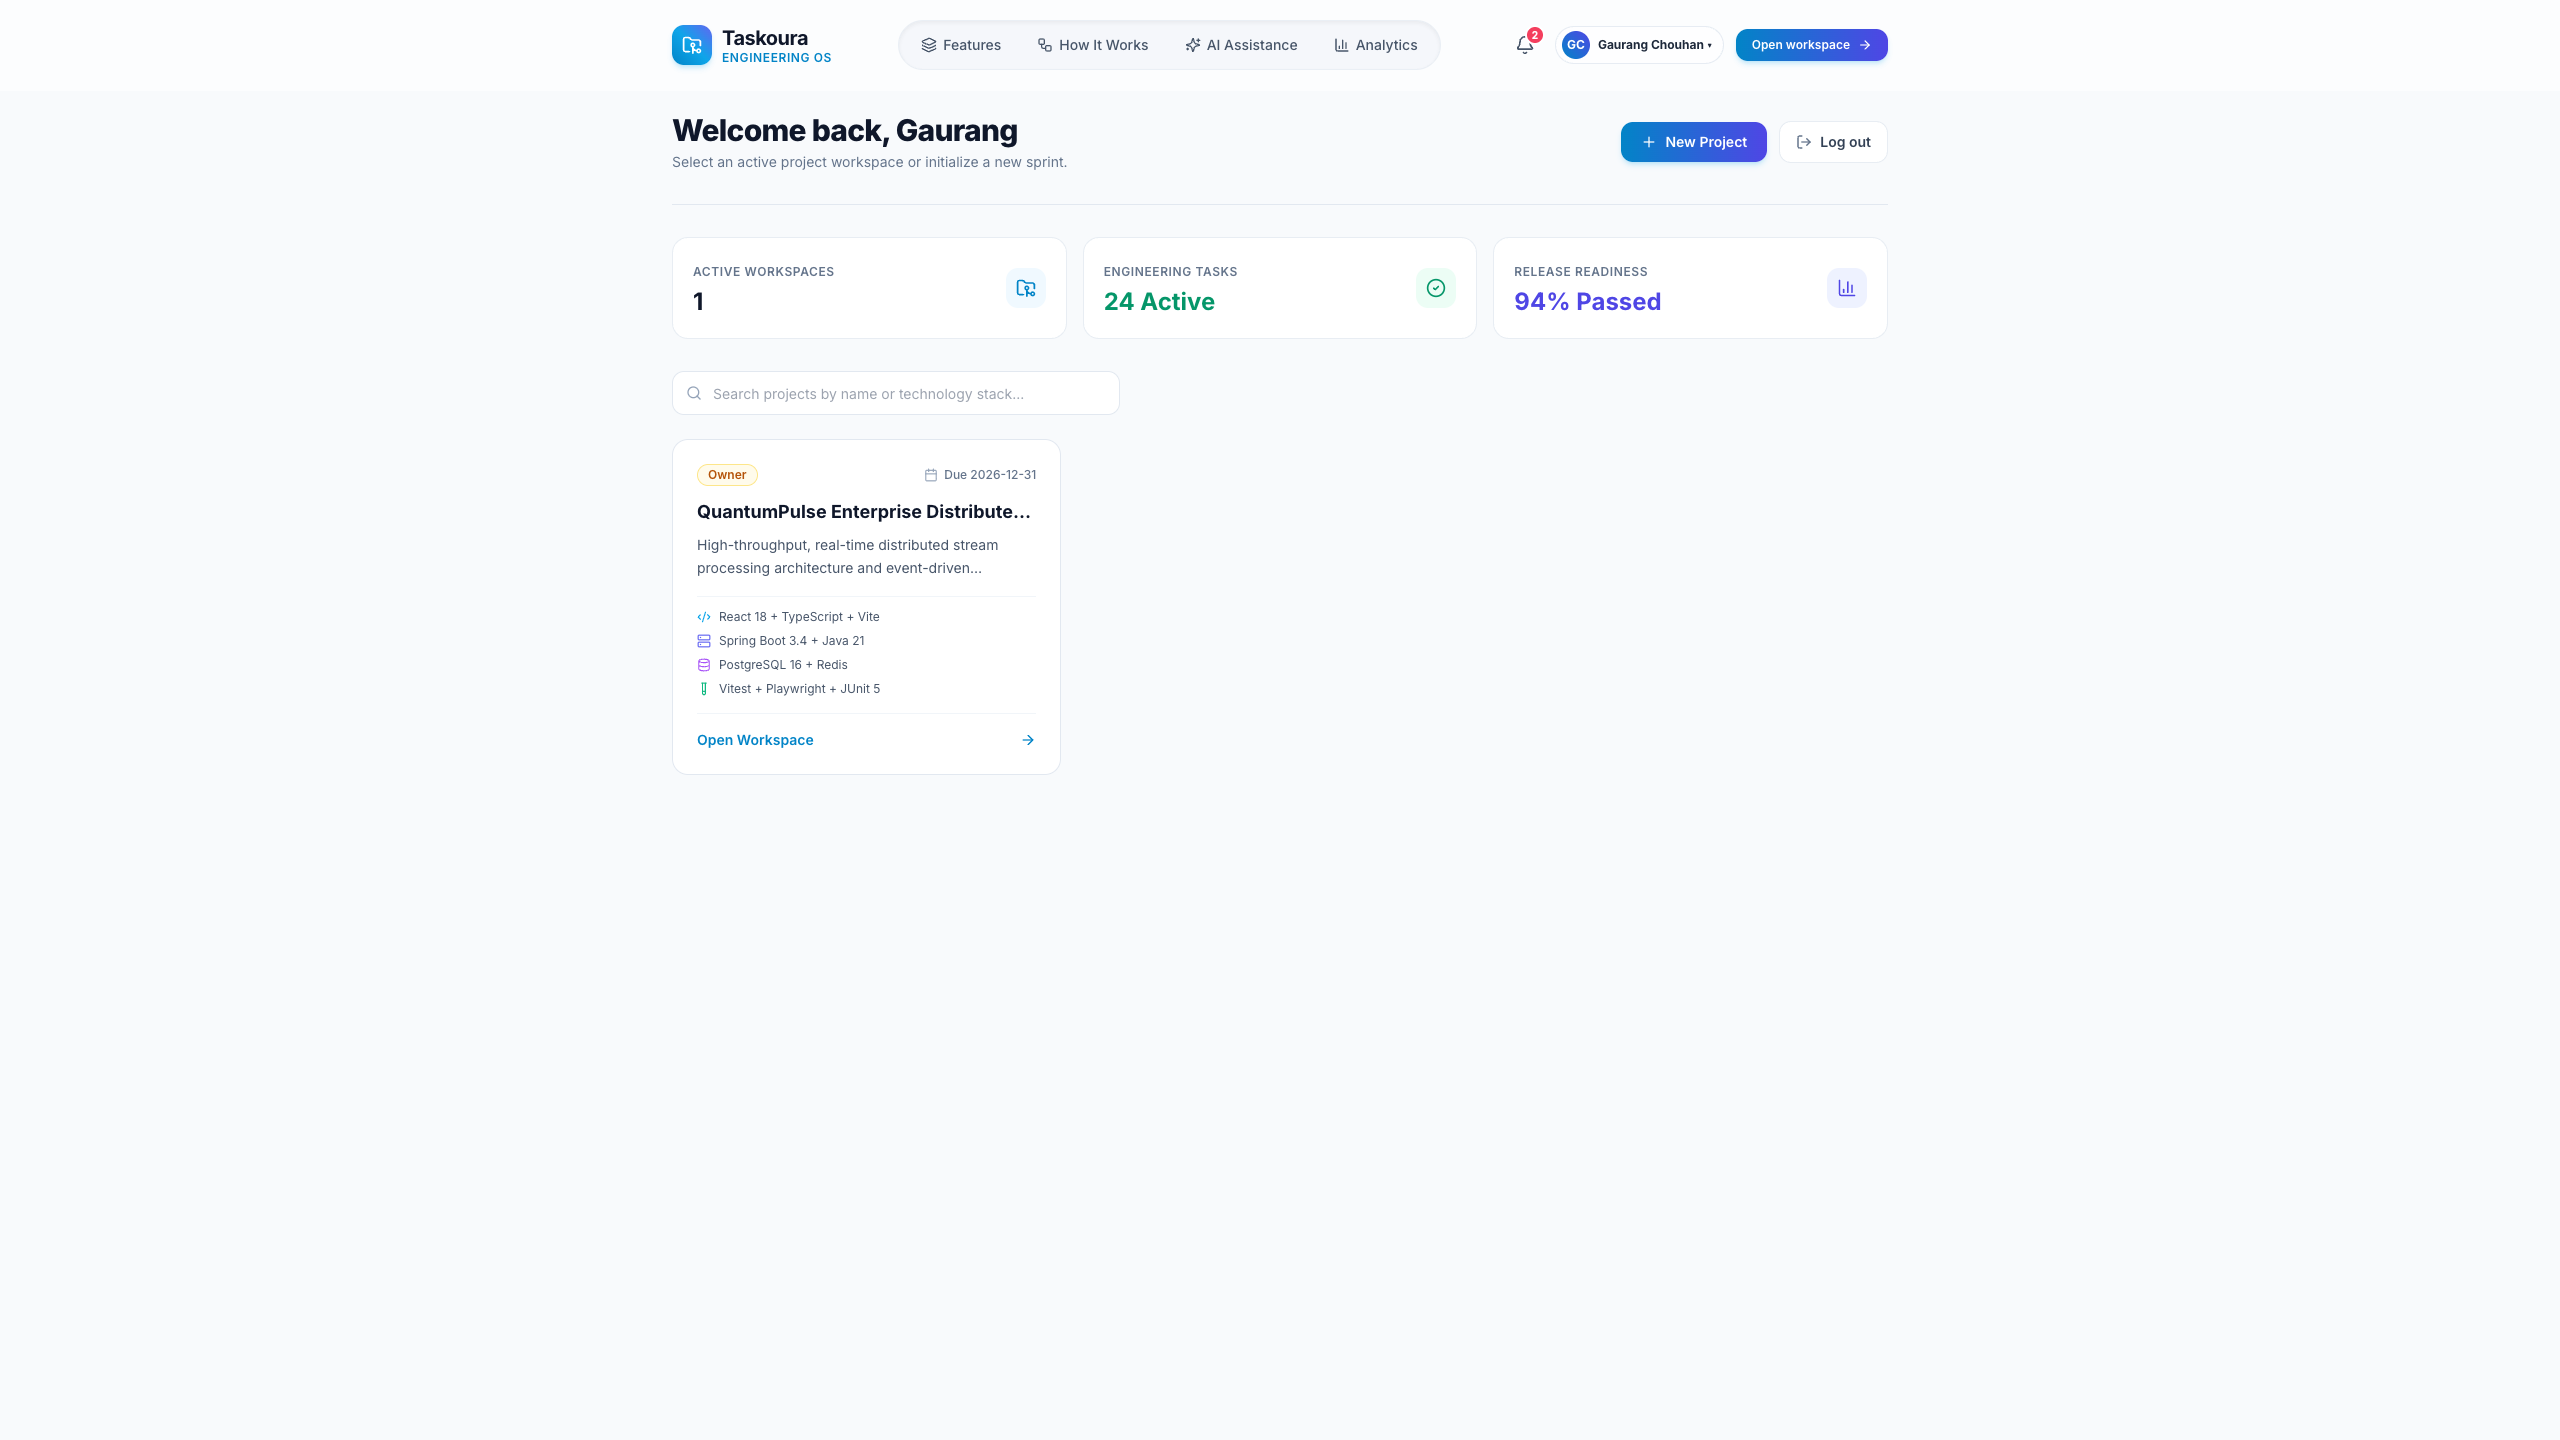 Taskoura
ENGINEERING OS
Features
How It Works
AI Assistance
Analytics
2
GC
Gaurang Chouhan
Open workspace
Welcome back, Gaurang
Select an active project workspace or initialize a new sprint.
New Project
Log out
ACTIVE WORKSPACES
1
ENGINEERING TASKS
24 Active
RELEASE READINESS
94% Passed
Search projects by name or technology stack...
Owner
Due 2026-12-31
QuantumPulse Enterprise Distribute...
High-throughput, real-time distributed stream
processing architecture and event-driven...
React 18 + TypeScript + Vite
Spring Boot 3.4 + Java 21
PostgreSQL 16 + Redis
Vitest + Playwright + JUnit 5
Open Workspace